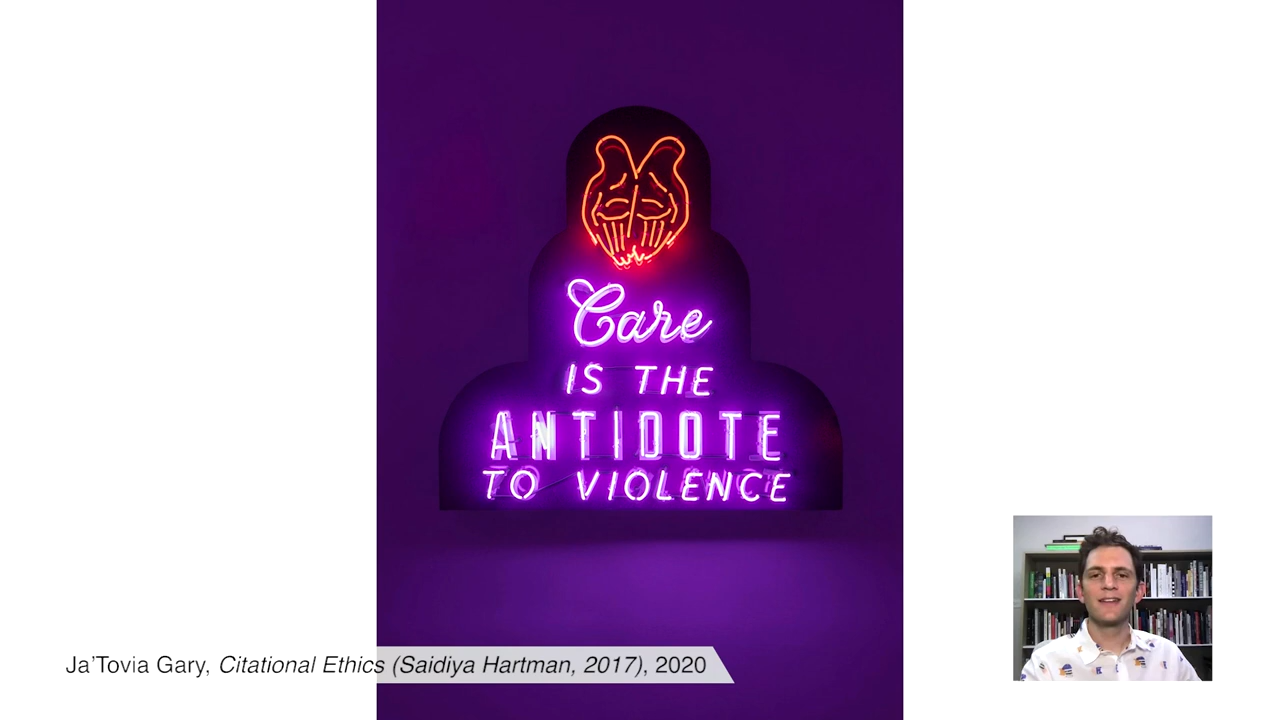 Care
IS THE
ANTIDOTE
TO VIOLENCE
Ja'Tovia Gary, Citational Ethics (Saidiya Hartman, 2017), 2020